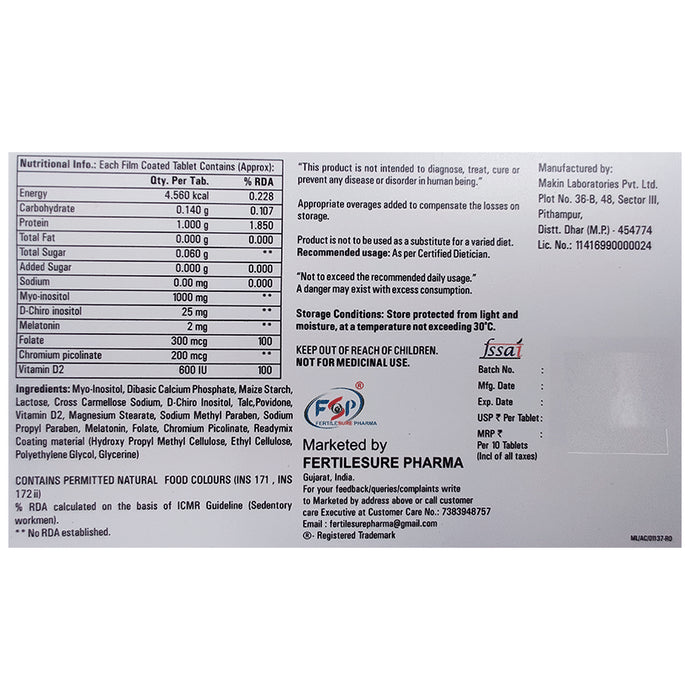 Nutritional Info.: Each Film Coated Tablet Contains (Approx):
Qty. Per Tab. % RDA
Energy 4.560 kcal 0.228
Carbohydrate 0.140 g 0.107
Protein 1.000 g 1.850
Total Fat 0.000 g 0.000
Total Sugar 0.060 g **
Added Sugar 0.000 g 0.000
Sodium 0.00 mg 0.000
Myo-inositol 1000 mg **
D-Chiro inositol 25 mg **
Melatonin 2 mg **
Folate 300 mcg 100
Chromium picolinate 200 mcg **
Vitamin D2 600 IU 100
Ingredients: Myo-Inositol, Dibasic Calcium Phosphate, Maize Starch,
Lactose, Cross Carmellose Sodium, D-Chiro Inositol, Talc,Povidone,
Vitamin D2, Magnesium Stearate, Sodium Methyl Paraben, Sodium
Propyl Paraben, Melatonin, Folate, Chromium Picolinate, Readymix
Coating material (Hydroxy Propyl Methyl Cellulose, Ethyl Cellulose,
Polyethylene Glycol, Glycerine)
CONTAINS PERMITTED NATURAL FOOD COLOURS (INS 171 , INS
172 ii)
% RDA calculated on the basis of ICMR Guideline (Sedentory
workmen).
** No RDA established.
"This product is not intended to diagnose, treat, cure or
prevent any disease or disorder in human being."
Appropriate overages added to compensate the losses on
storage.
Product is not to be used as a substitute for a varied diet.
Recommended usage: As per Certified Dietician.
"Not to exceed the recommended daily usage."
A danger may exist with excess consumption.
Storage Conditions: Store protected from light and
moisture, at a temperature not exceeding 30°C.
KEEP OUT OF REACH OF CHILDREN.
NOT FOR MEDICINAL USE.
FSP ®
FERTILESURE PHARMA
Marketed by
FERTILESURE PHARMA
Gujarat, India.
For your feedback/queries/complaints write
to Marketed by address above or call customer
care Executive at Customer Care No.: 7383948757
Email : fertilesurepharma@gmail.com
®- Registered Trademark
Manufactured by:
Makin Laboratories Pvt. Ltd.
Plot No. 36-B, 48, Sector III,
Pithampur,
Distt. Dhar (M.P.) - 454774
Lic. No.: 11416990000024
fssai
Batch No. :
Mfg. Date :
Exp. Date :
USP ₹ Per Tablet :
MRP ₹ :
Per 10 Tablets
(Incl of all taxes)
ML/AC/01137-R0